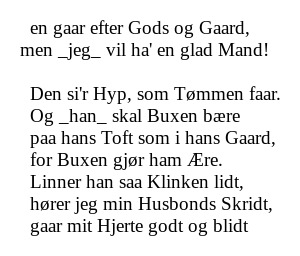 en gaar efter Gods og Gaard,
men _jeg_ vil ha' en glad Mand!

Den si'r Hyp, som Tømmen faar.
Og _han_ skal Buxen bære
paa hans Toft som i hans Gaard,
for Buxen gjør ham Ære.
Linner han saa Klinken lidt,
hører jeg min Husbonds Skridt,
gaar mit Hjerte godt og blidt